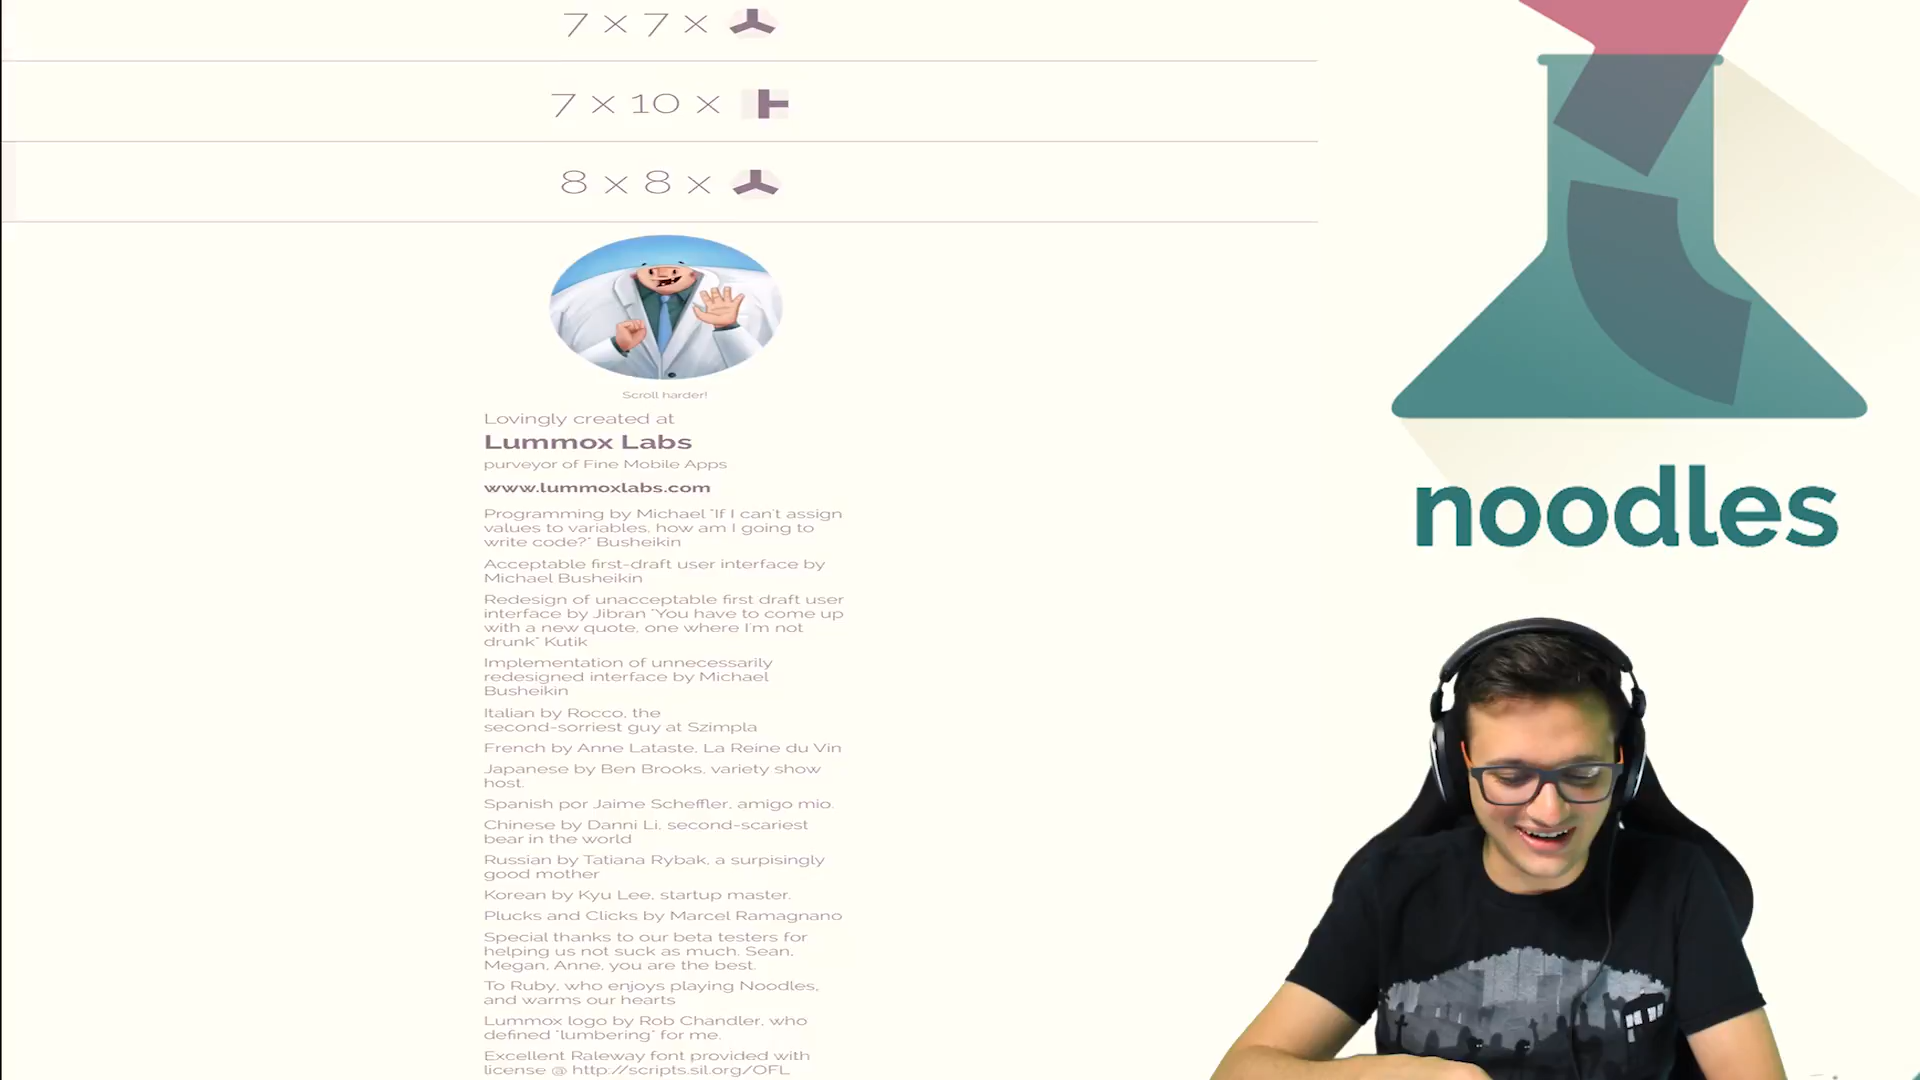 7 × 7 ×
7 × 10 ×
8 × 8 ×
Scroll harder!
Lovingly created at
Lummox Labs
purveyor of Fine Mobile Apps
www.lummoxlabs.com
Programming by Michael "If I can't assign
values to variables, how am I going to
write code?" Busheikin
Acceptable first-draft user interface by
Michael Busheikin
Redesign of unacceptable first draft user
interface by Jibran "You have to come up
with a new quote, one where I'm not
drunk" Kutik
Implementation of unnecessarily
redesigned interface by Michael
Busheikin
Italian by Rocco, the
second-sorriest guy at Szimpla
French by Anne Lataste, La Reine du Vin
Japanese by Ben Brooks, variety show
host.
Spanish por Jaime Scheffler, amigo mio.
Chinese by Danni Li, second-scariest
bear in the world
Russian by Tatiana Rybak, a surpisingly
good mother
Korean by Kyu Lee, startup master.
Plucks and Clicks by Marcel Ramagnano
Special thanks to our beta testers for
helping us not suck as much. Sean,
Megan, Anne, you are the best.
To Ruby, who enjoys playing Noodles,
and warms our hearts
Lummox logo by Rob Chandler, who
defined "lumbering" for me.
Excellent Raleway font provided with
license @ http://scripts.sil.org/OFL
noodles